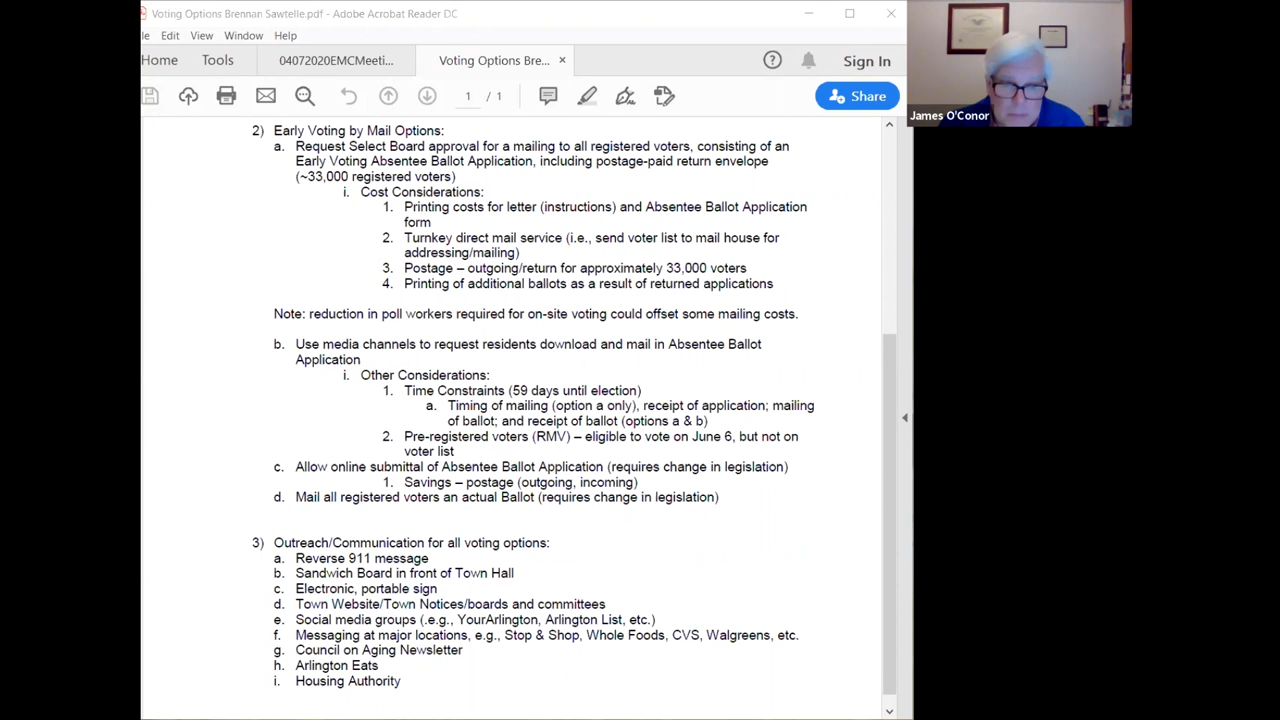 Voting Options Brennan Sawtelle.pdf - Adobe Acrobat Reader DC
le Edit View Window Help
Home Tools 04072020EMCMeeti... Voting Options Bre... × Sign In
1 / 1 Share
James O'Conor
2) Early Voting by Mail Options:
a. Request Select Board approval for a mailing to all registered voters, consisting of an
Early Voting Absentee Ballot Application, including postage-paid return envelope
(~33,000 registered voters)
i. Cost Considerations:
1. Printing costs for letter (instructions) and Absentee Ballot Application
form
2. Turnkey direct mail service (i.e., send voter list to mail house for
addressing/mailing)
3. Postage – outgoing/return for approximately 33,000 voters
4. Printing of additional ballots as a result of returned applications
Note: reduction in poll workers required for on-site voting could offset some mailing costs.
b. Use media channels to request residents download and mail in Absentee Ballot
Application
i. Other Considerations:
1. Time Constraints (59 days until election)
a. Timing of mailing (option a only), receipt of application; mailing
of ballot; and receipt of ballot (options a & b)
2. Pre-registered voters (RMV) – eligible to vote on June 6, but not on
voter list
c. Allow online submittal of Absentee Ballot Application (requires change in legislation)
1. Savings – postage (outgoing, incoming)
d. Mail all registered voters an actual Ballot (requires change in legislation)
3) Outreach/Communication for all voting options:
a. Reverse 911 message
b. Sandwich Board in front of Town Hall
c. Electronic, portable sign
d. Town Website/Town Notices/boards and committees
e. Social media groups (.e.g., YourArlington, Arlington List, etc.)
f. Messaging at major locations, e.g., Stop & Shop, Whole Foods, CVS, Walgreens, etc.
g. Council on Aging Newsletter
h. Arlington Eats
i. Housing Authority